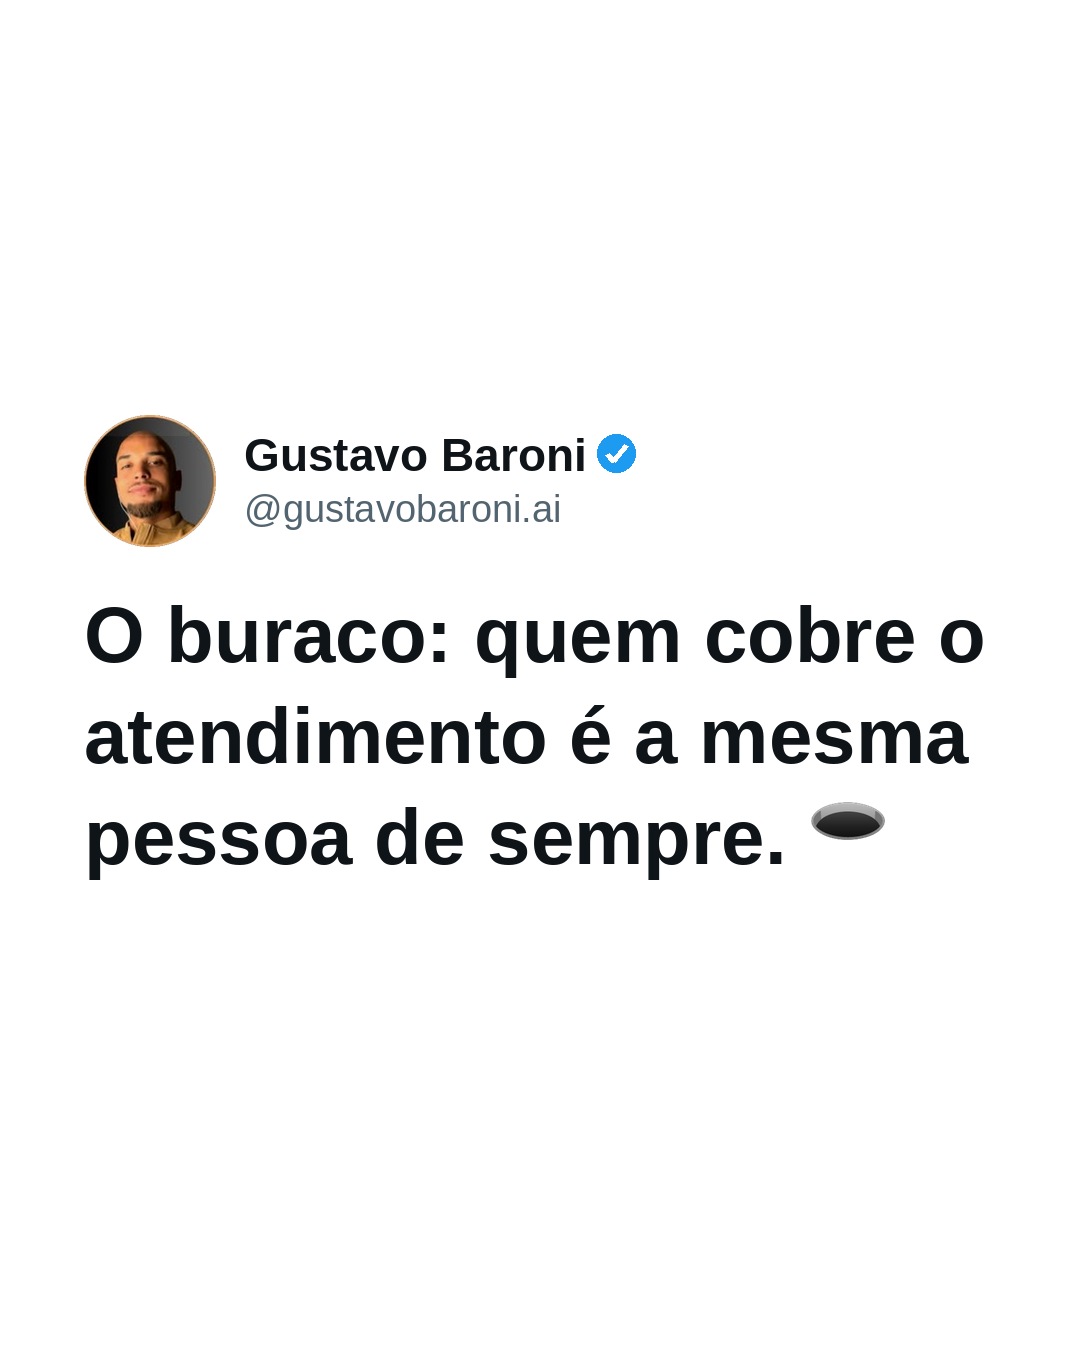 Gustavo Baroni
@gustavobaroni.ai
O buraco: quem cobre o
atendimento é a mesma
pessoa de sempre. 🕳️